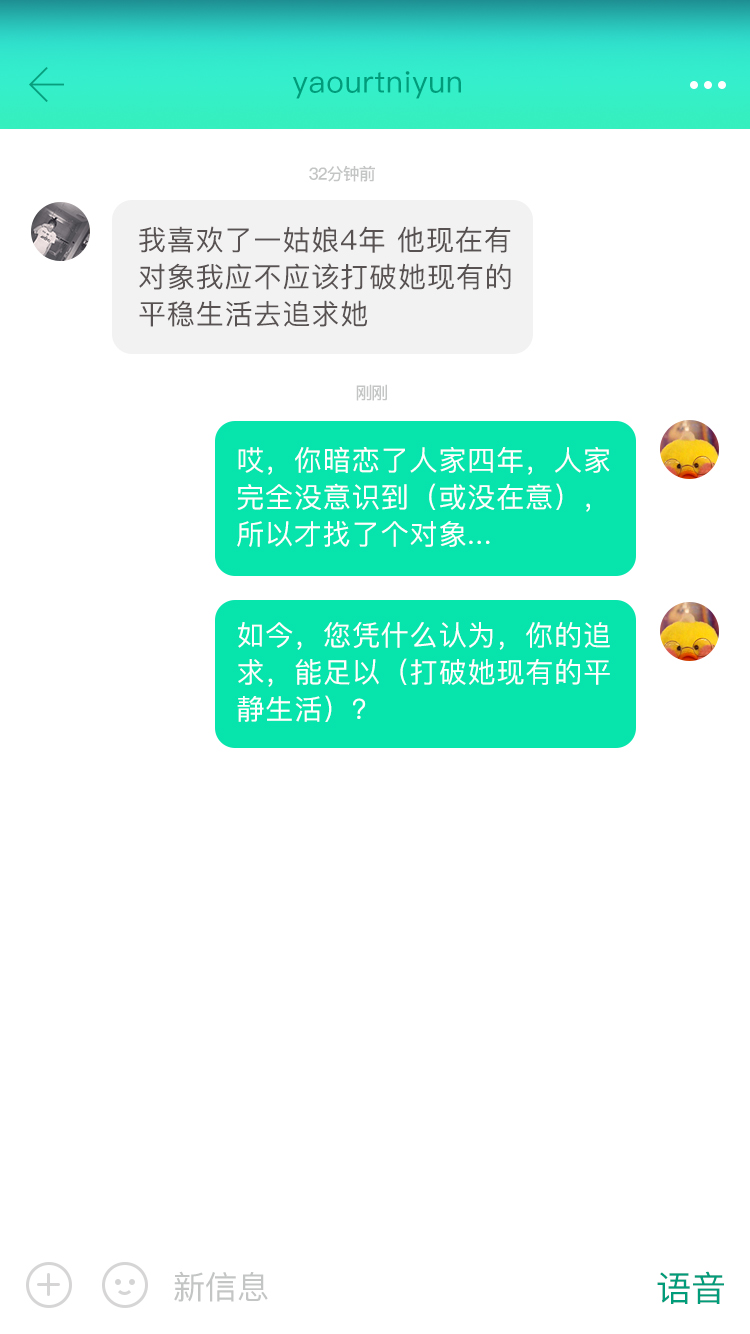 yaourtniyun
32分钟前
我喜欢了一姑娘4年 他现在有
对象我应不应该打破她现有的
平稳生活去追求她
刚刚
哎，你暗恋了人家四年，人家
完全没意识到（或没在意），
所以才找了个对象...
如今，您凭什么认为，你的追
求，能足以（打破她现有的平
静生活）？
新信息
语音